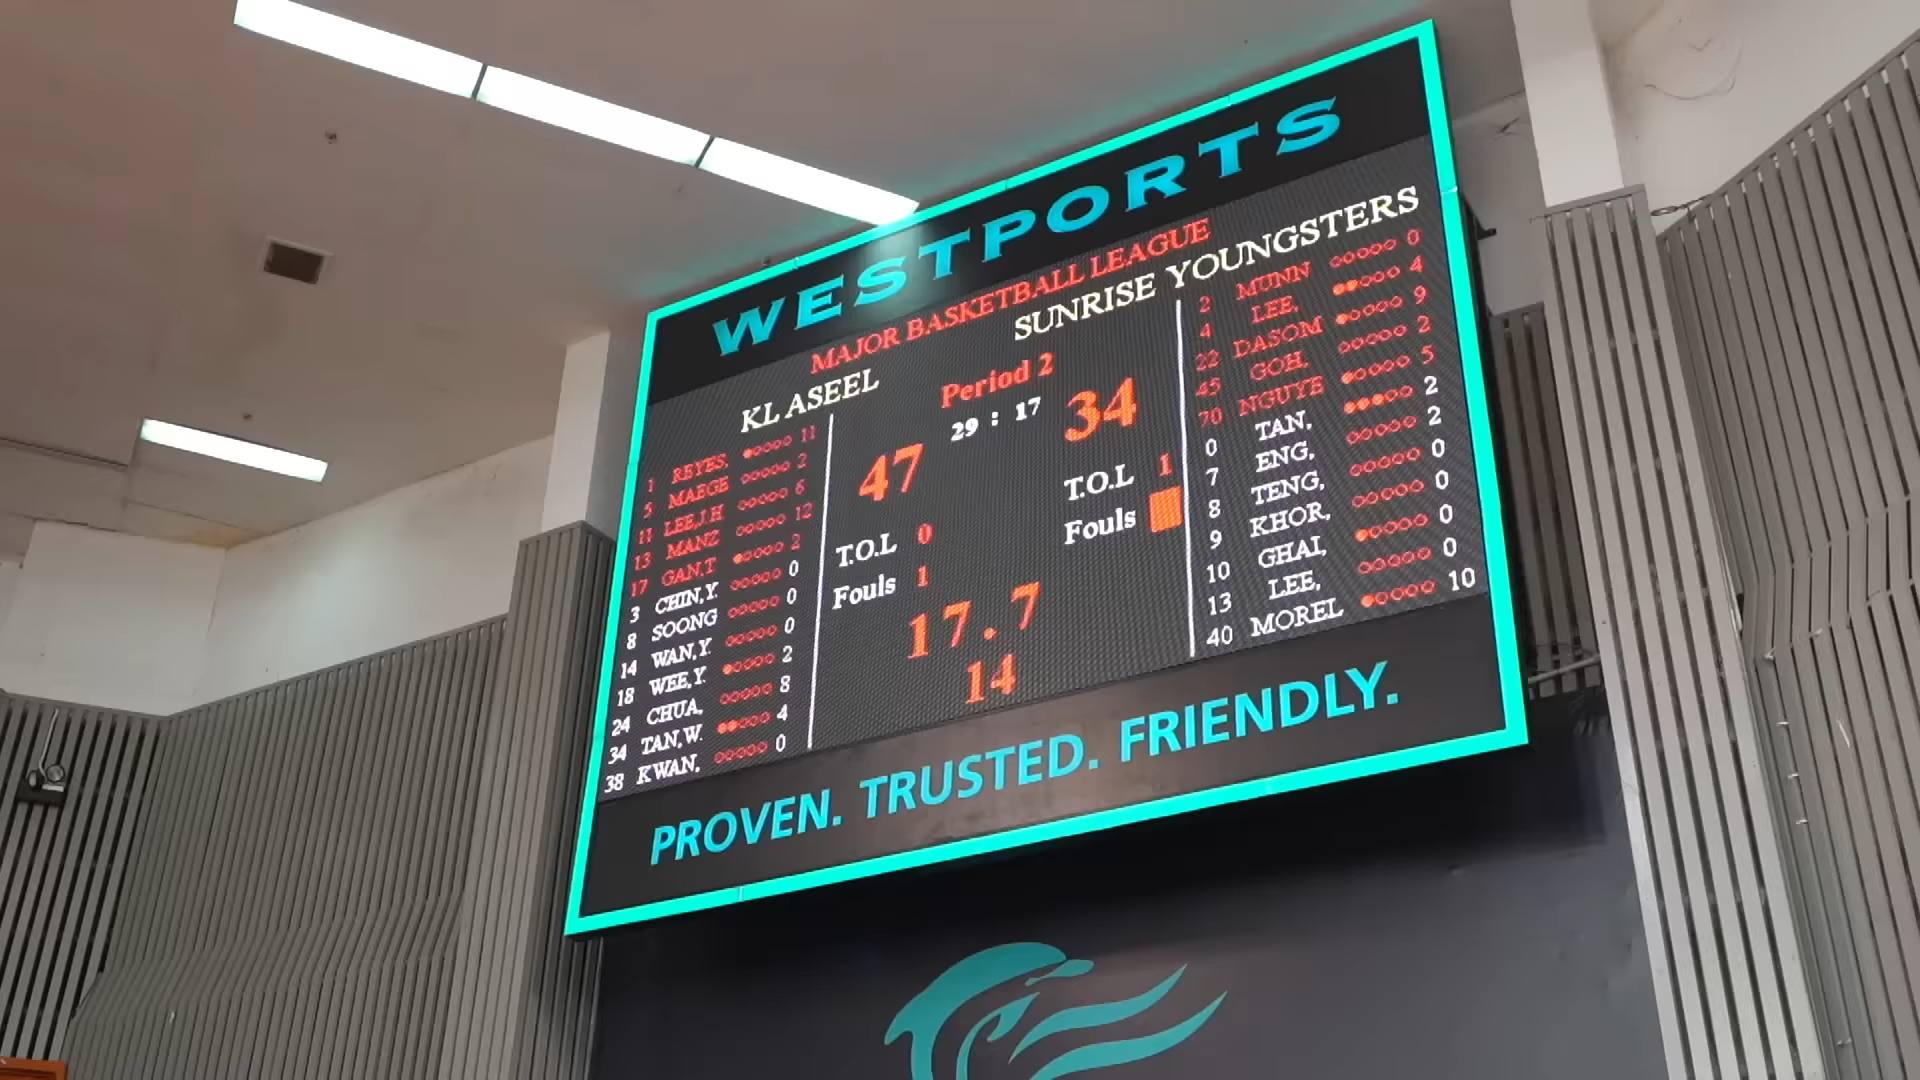 WESTPORTS
MAJOR BASKETBALL LEAGUE
KL ASEEL
SUNRISE YOUNGSTERS
Period 2
29 : 17
47
34
T.O.L 0
T.O.L 1
Fouls 1
Fouls
17.7
14
1 REYES, 11
5 MAEGE 2
11 LEE,J.H 6
13 MANZ 12
17 GAN,T 2
3 CHIN,Y. 0
8 SOONG 0
14 WAN,Y. 0
18 WEE,Y. 2
24 CHUA, 8
34 TAN,W. 4
38 KWAN, 0
2 MUNN 0
4 LEE, 4
22 DASOM 9
45 GOH, 2
70 NGUYE 5
0 TAN, 2
7 ENG, 2
8 TENG, 0
9 KHOR, 0
10 GHAI, 0
13 LEE, 0
40 MOREL 10
PROVEN. TRUSTED. FRIENDLY.